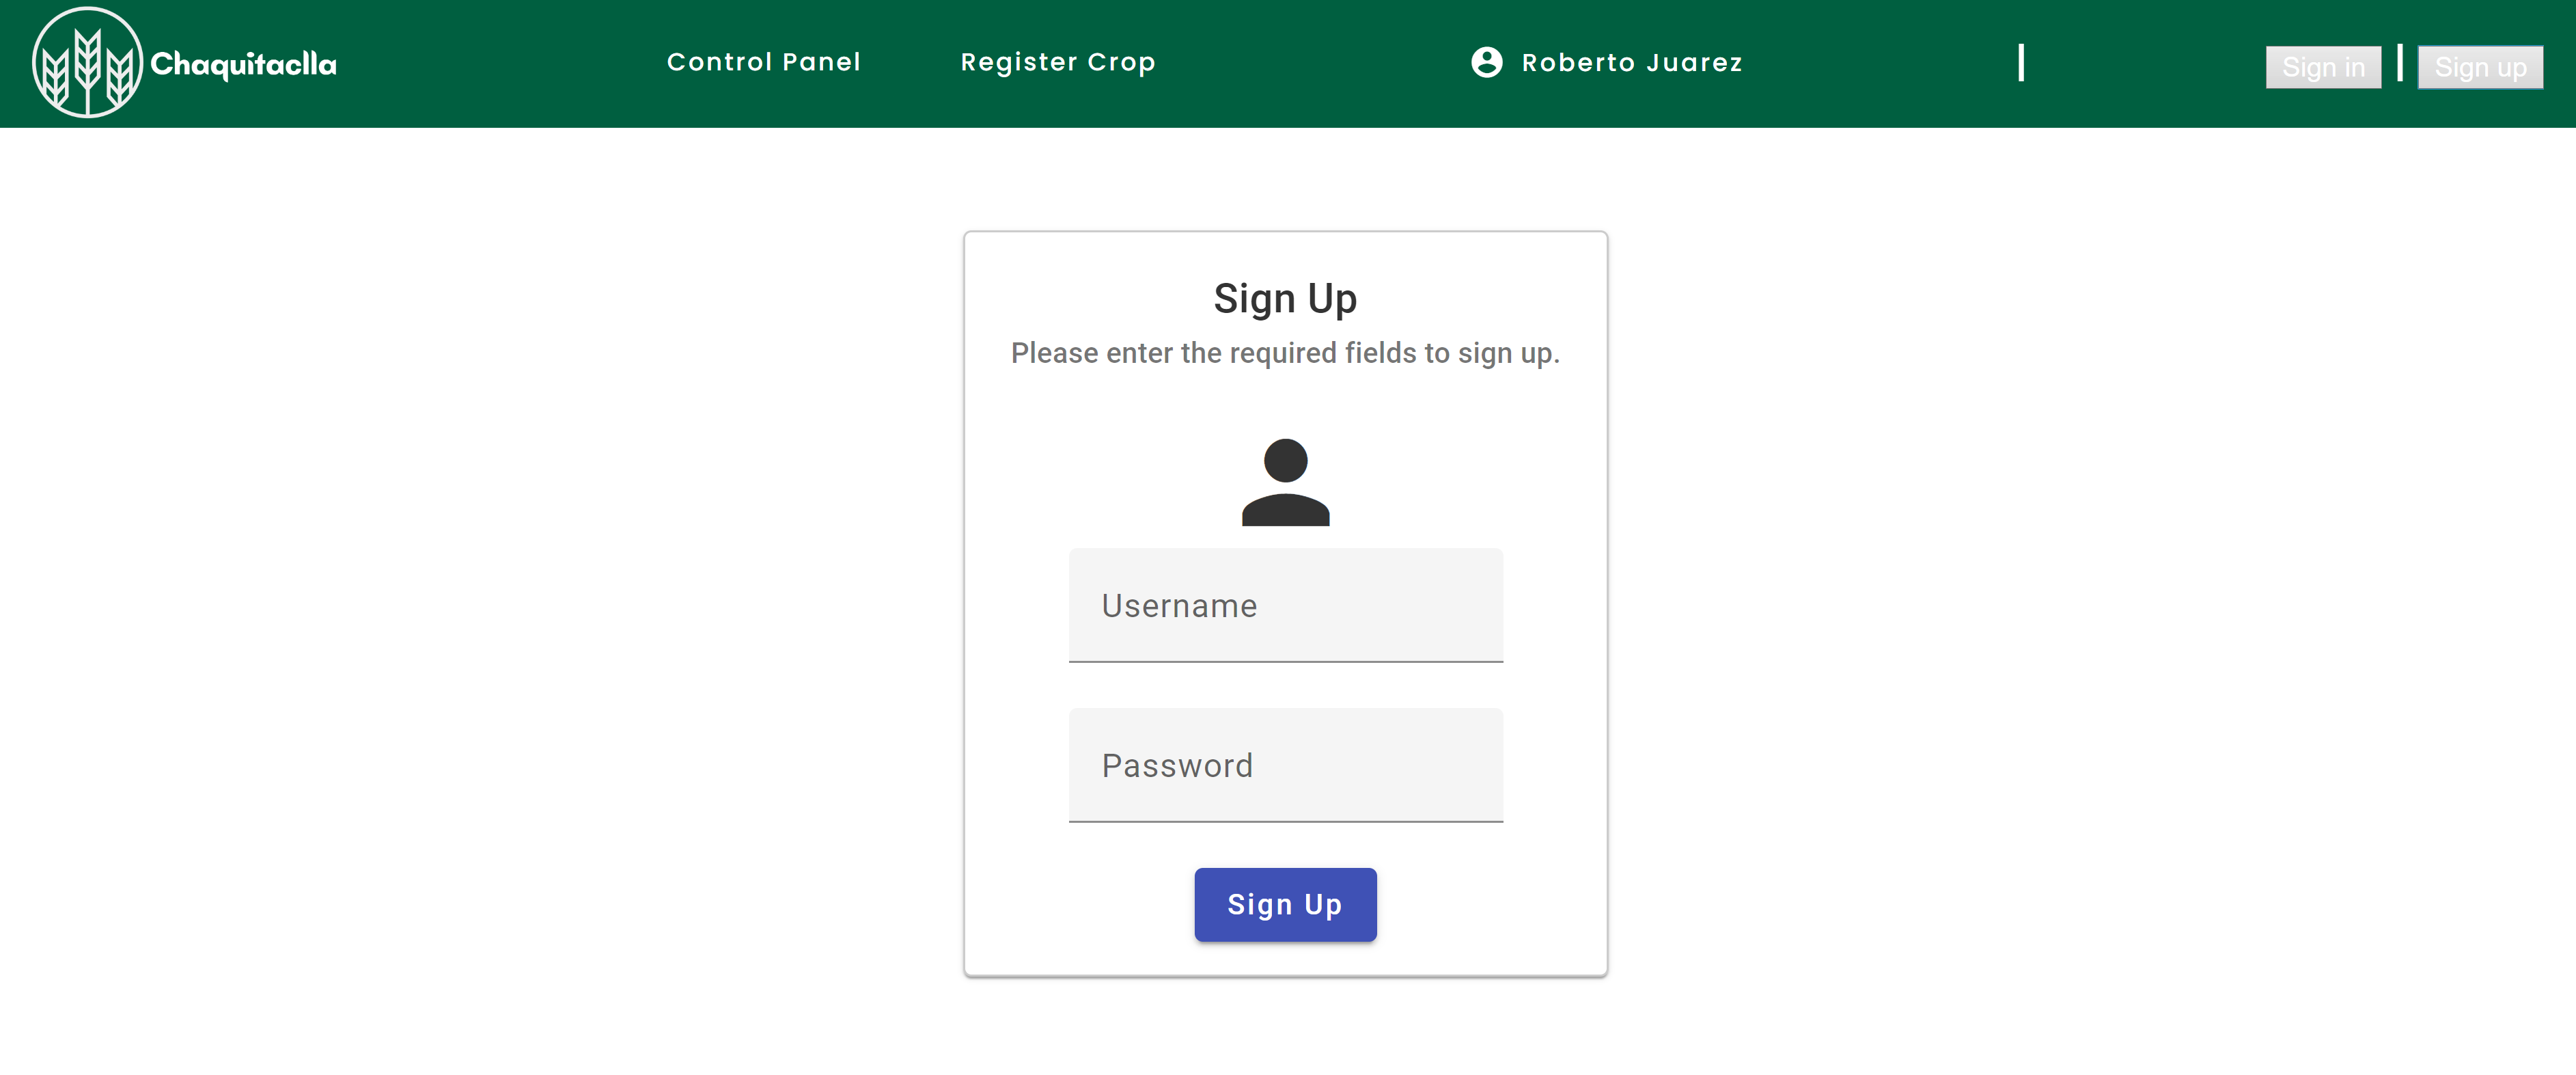 Chaquitaclla
Control Panel
Register Crop
Roberto Juarez
|
Sign in
|
Sign up
Sign Up
Please enter the required fields to sign up.
Username
Password
Sign Up